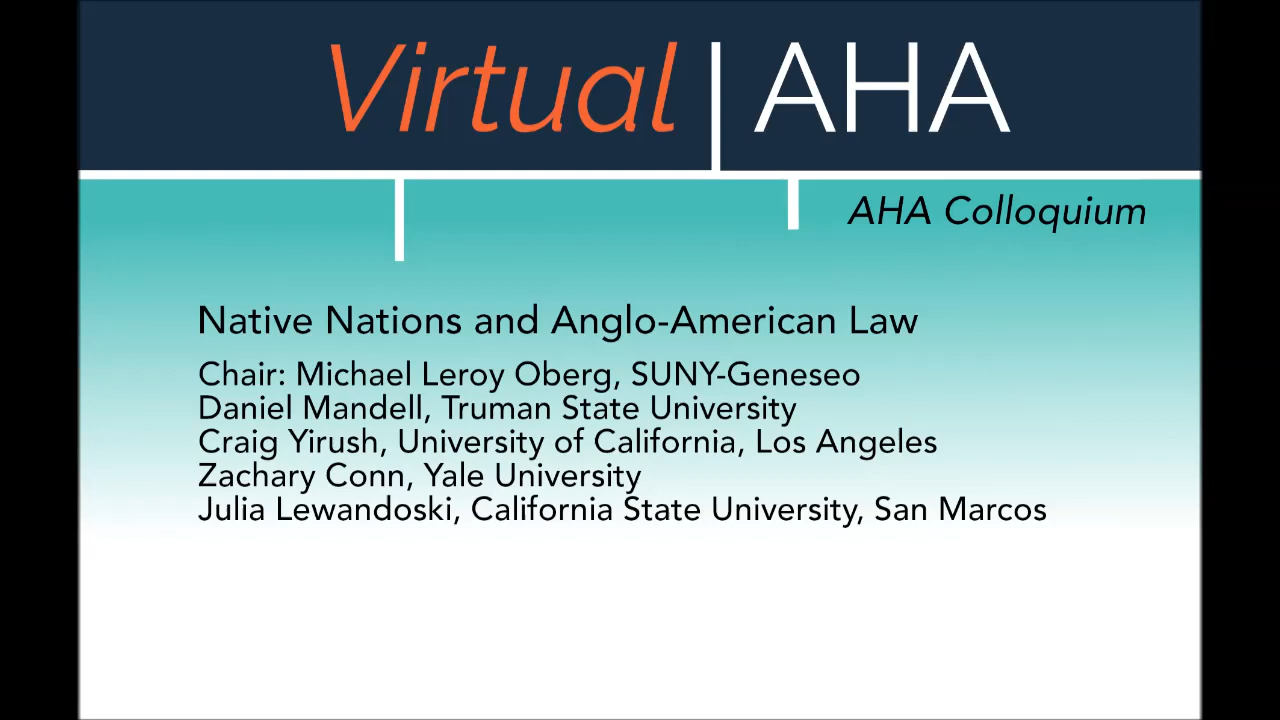 Virtual AHA
AHA Colloquium
Native Nations and Anglo-American Law
Chair: Michael Leroy Oberg, SUNY-Geneseo
Daniel Mandell, Truman State University
Craig Yirush, University of California, Los Angeles
Zachary Conn, Yale University
Julia Lewandoski, California State University, San Marcos